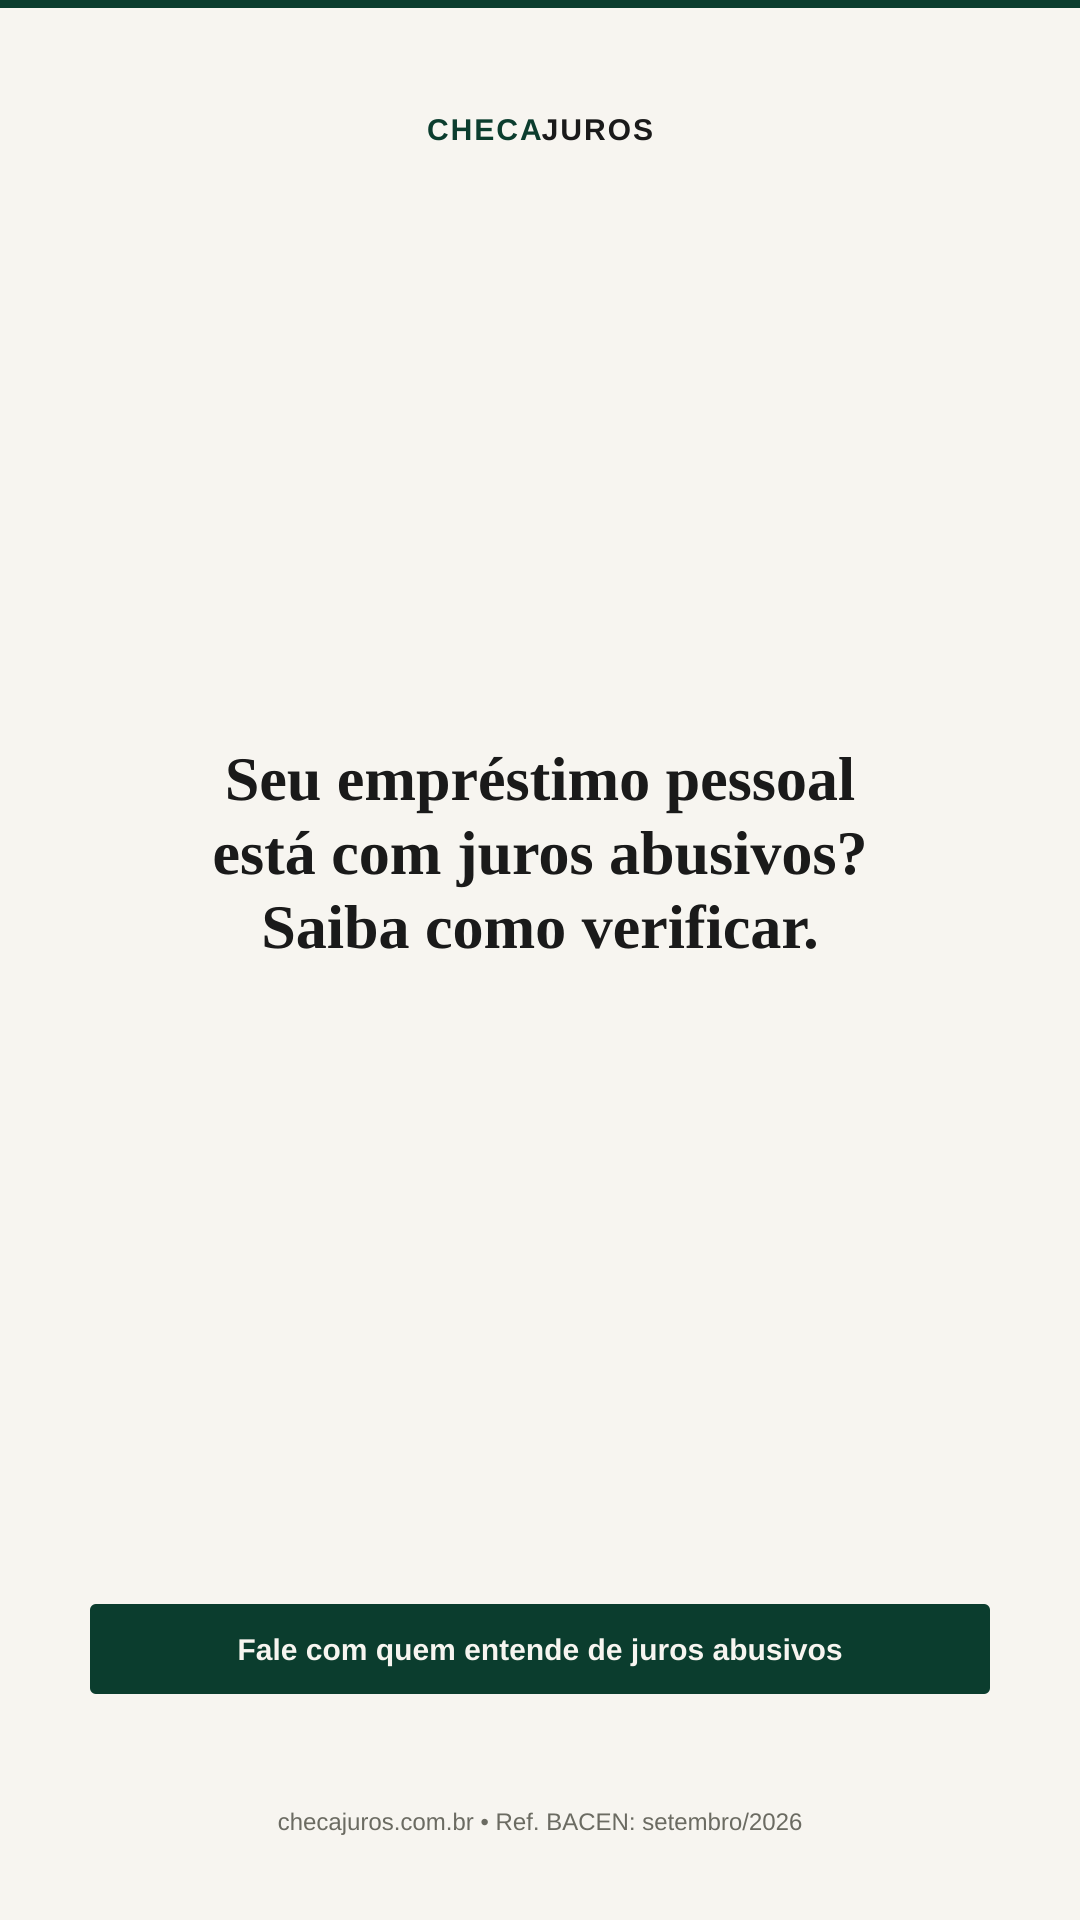 CHECAJUROS
Seu empréstimo pessoal
está com juros abusivos?
Saiba como verificar.
Fale com quem entende de juros abusivos
checajuros.com.br • Ref. BACEN: setembro/2026